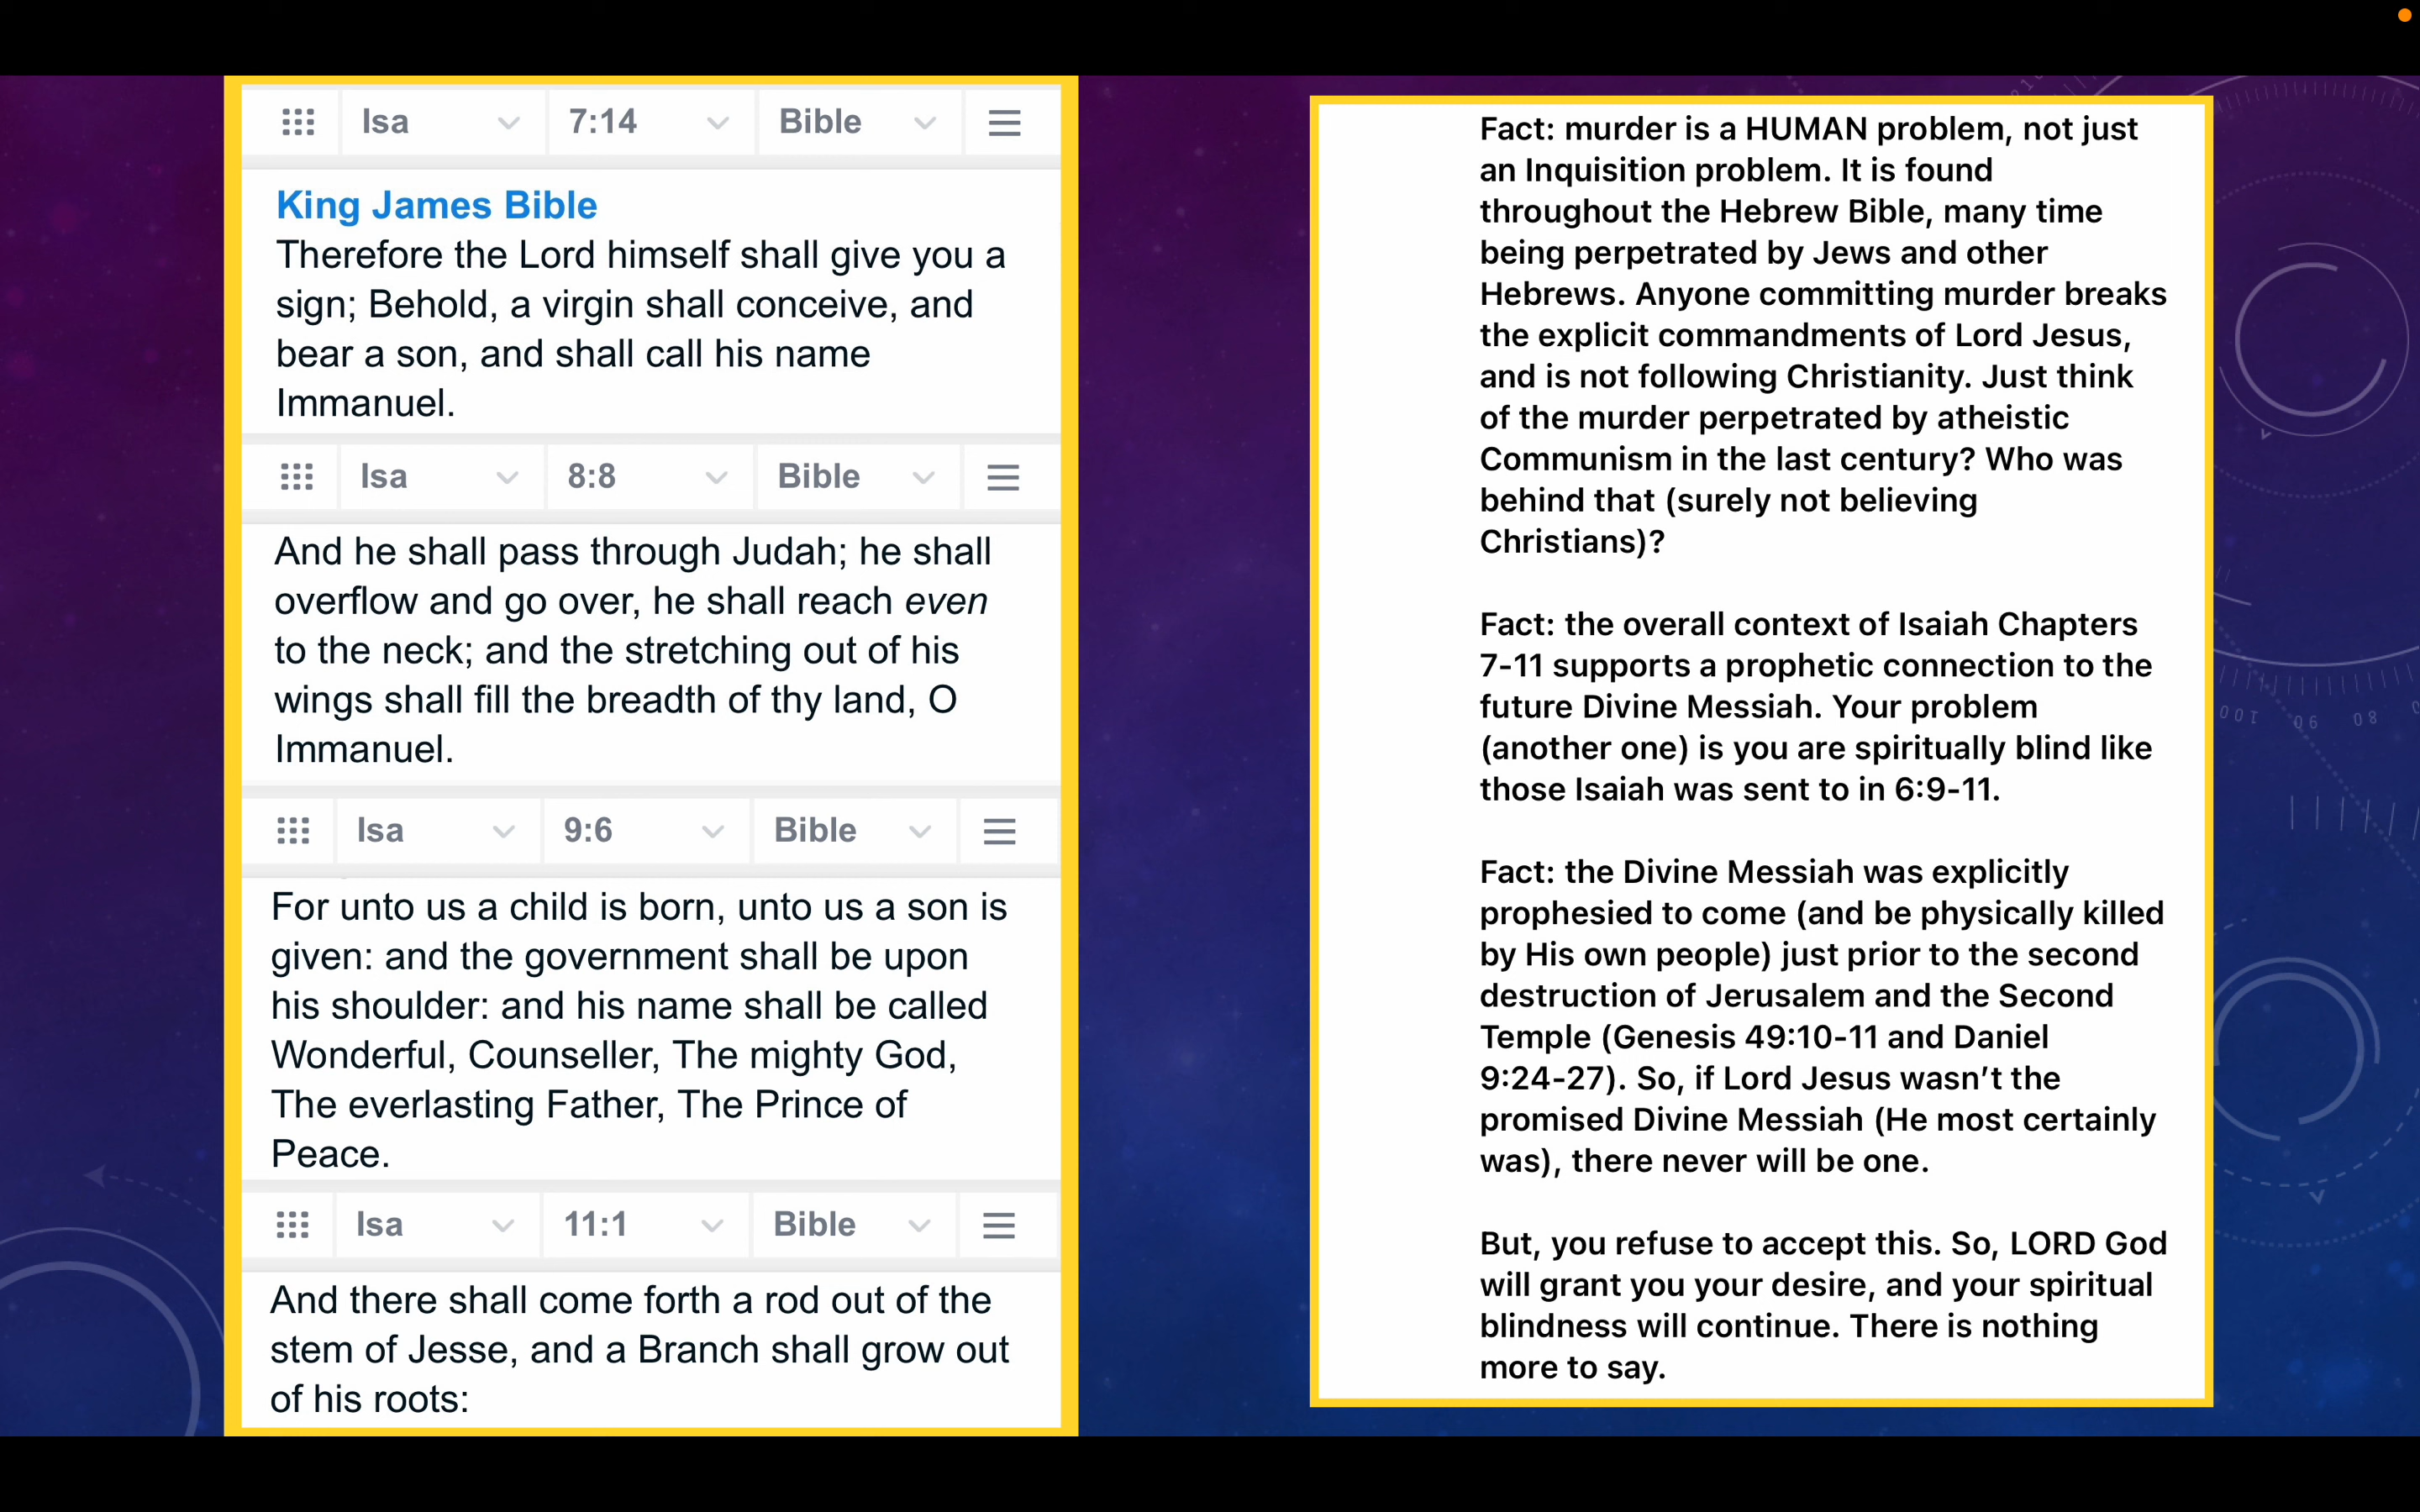 Isa 7:14 Bible
King James Bible
Therefore the Lord himself shall give you a
sign; Behold, a virgin shall conceive, and
bear a son, and shall call his name
Immanuel.
Isa 8:8 Bible
And he shall pass through Judah; he shall
overflow and go over, he shall reach even
to the neck; and the stretching out of his
wings shall fill the breadth of thy land, O
Immanuel.
Isa 9:6 Bible
For unto us a child is born, unto us a son is
given: and the government shall be upon
his shoulder: and his name shall be called
Wonderful, Counseller, The mighty God,
The everlasting Father, The Prince of
Peace.
Isa 11:1 Bible
And there shall come forth a rod out of the
stem of Jesse, and a Branch shall grow out
of his roots:
Fact: murder is a HUMAN problem, not just
an Inquisition problem. It is found
throughout the Hebrew Bible, many time
being perpetrated by Jews and other
Hebrews. Anyone committing murder breaks
the explicit commandments of Lord Jesus,
and is not following Christianity. Just think
of the murder perpetrated by atheistic
Communism in the last century? Who was
behind that (surely not believing
Christians)?
Fact: the overall context of Isaiah Chapters
7-11 supports a prophetic connection to the
future Divine Messiah. Your problem
(another one) is you are spiritually blind like
those Isaiah was sent to in 6:9-11.
Fact: the Divine Messiah was explicitly
prophesied to come (and be physically killed
by His own people) just prior to the second
destruction of Jerusalem and the Second
Temple (Genesis 49:10-11 and Daniel
9:24-27). So, if Lord Jesus wasn't the
promised Divine Messiah (He most certainly
was), there never will be one.
But, you refuse to accept this. So, LORD God
will grant you your desire, and your spiritual
blindness will continue. There is nothing
more to say.
100 90 80